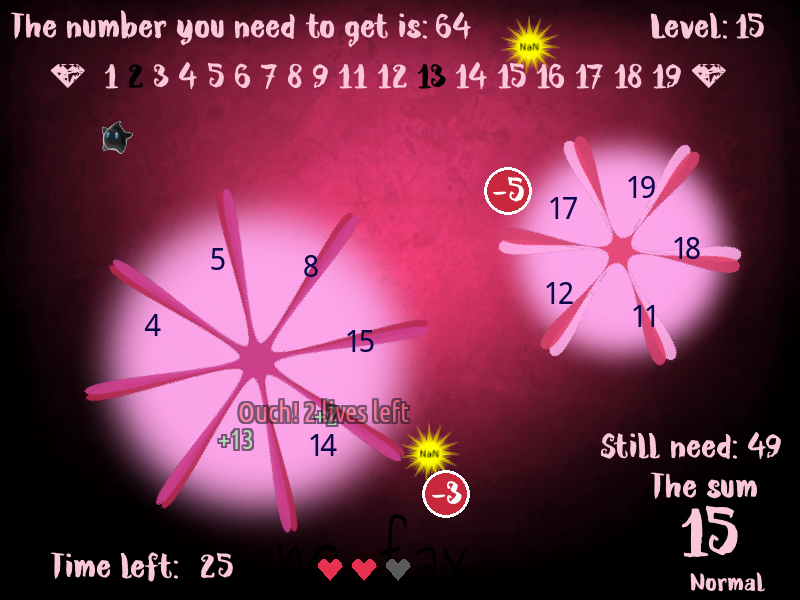 The number you need to get is: 64
Level: 15
NaN
1 2 3 4 5 6 7 8 9 11 12 13 14 15 16 17 18 19
-5
17
19
18
12
11
5
8
4
15
Ouch! 2 lives left
+2
+13
14
NaN
-3
Still need: 49
The sum
15
Normal
Time left: 25